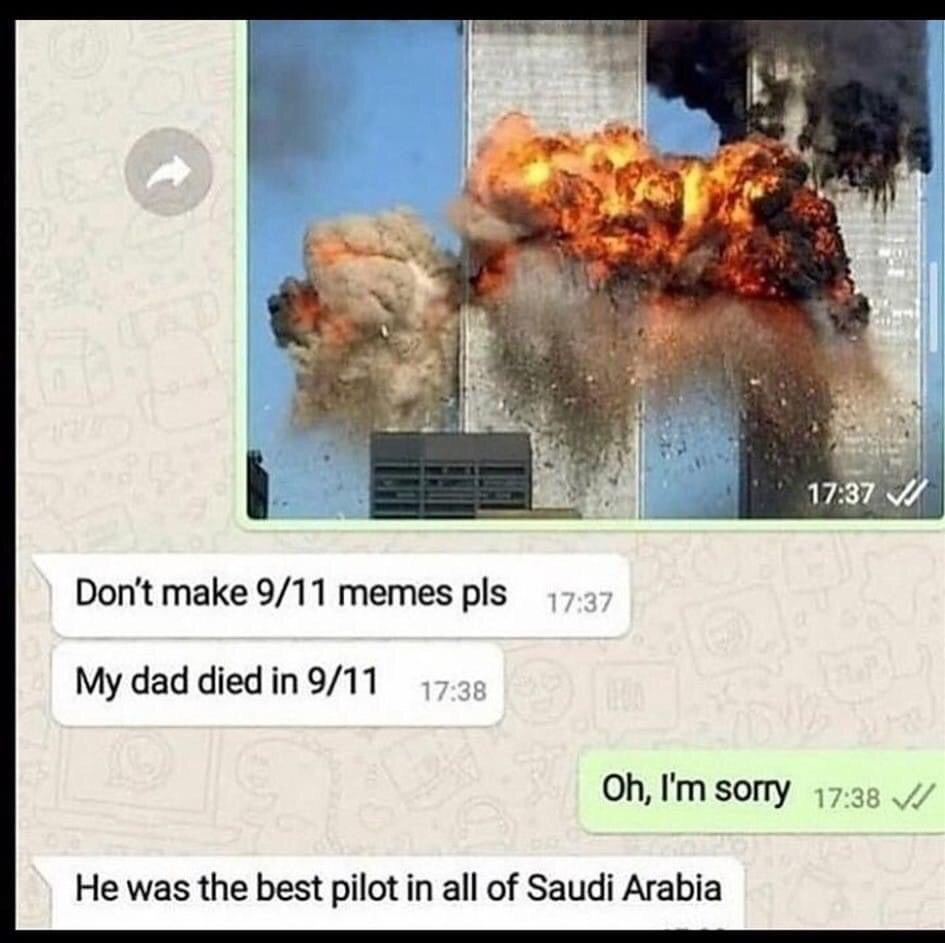 17:37
Don't make 9/11 memes pls 17:37
My dad died in 9/11 17:38
Oh, I'm sorry 17:38
He was the best pilot in all of Saudi Arabia